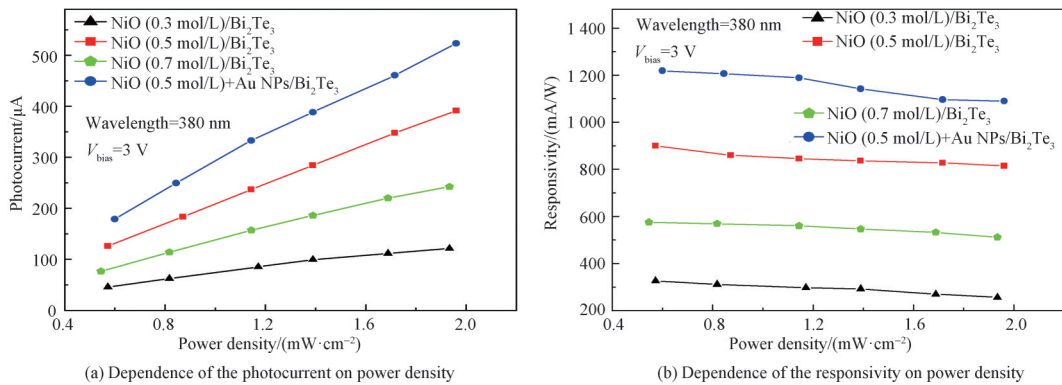 NiO (0.3 mol/L)/Bi₂Te₃
NiO (0.5 mol/L)/Bi₂Te₃
NiO (0.7 mol/L)/Bi₂Te₃
NiO (0.5 mol/L)+Au NPs/Bi₂Te₃
Wavelength=380 nm
V_bias=3 V
Photocurrent/μA
500
400
300
200
100
0
0.4
0.8
1.2
1.6
2.0
Power density/(mW·cm⁻²)
(a) Dependence of the photocurrent on power density
Wavelength=380 nm
V_bias=3 V
NiO (0.3 mol/L)/Bi₂Te₃
NiO (0.5 mol/L)/Bi₂Te₃
NiO (0.7 mol/L)/Bi₂Te₃
NiO (0.5 mol/L)+Au NPs/Bi₂Te₃
Responsivity/(mA/W)
1 400
1 200
1 000
800
600
400
200
0.4
0.8
1.2
1.6
2.0
Power density/(mW·cm⁻²)
(b) Dependence of the responsivity on power density